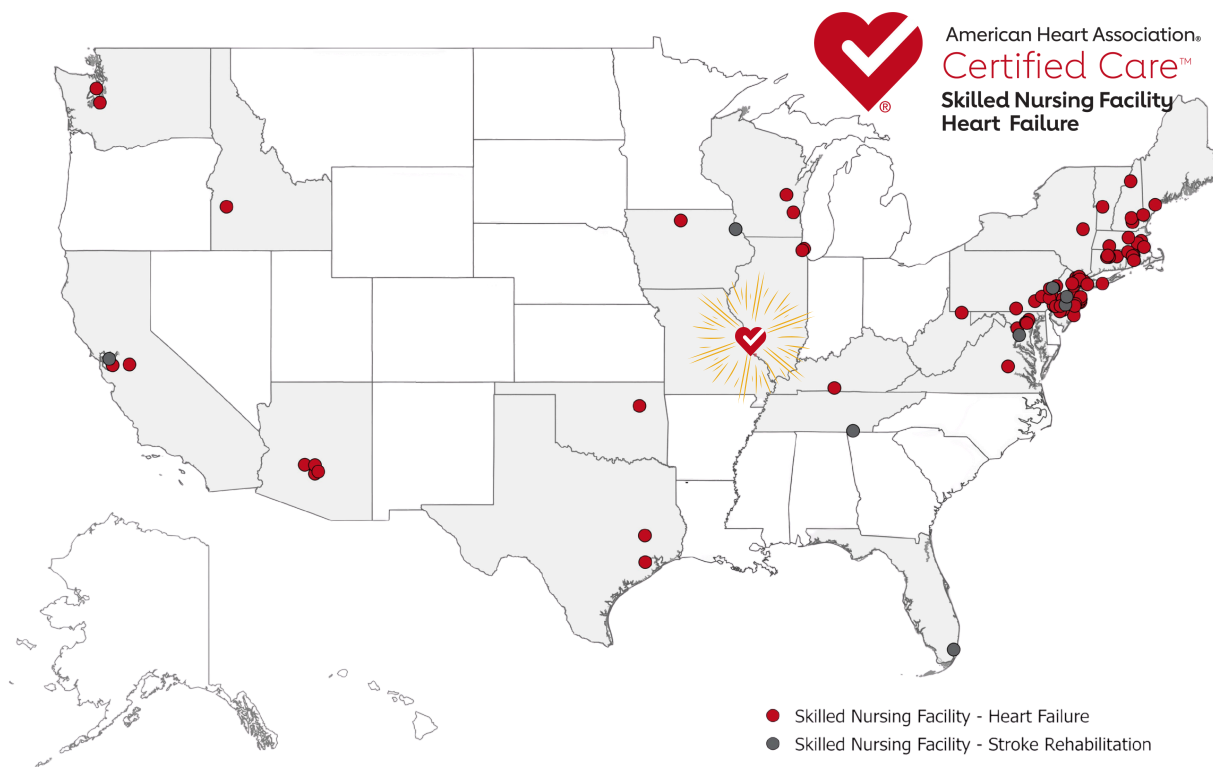 American Heart Association®
Certified Care™
Skilled Nursing Facility
Heart Failure
®
Skilled Nursing Facility - Heart Failure
Skilled Nursing Facility - Stroke Rehabilitation